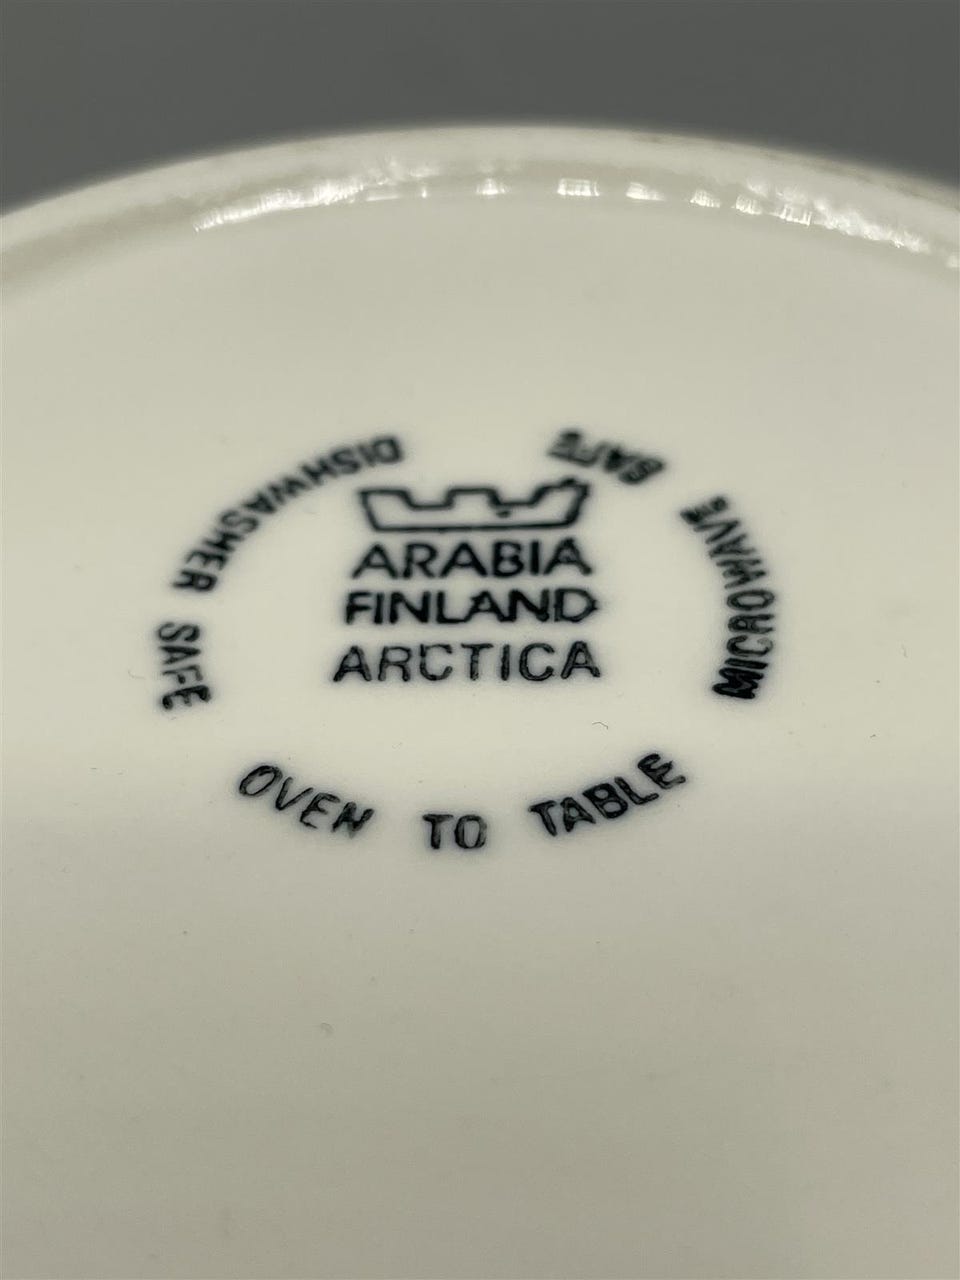 ARABIA
FINLAND
ARCTICA
DISHWASHER SAFE
OVEN TO TABLE
MICROWAVE SAFE